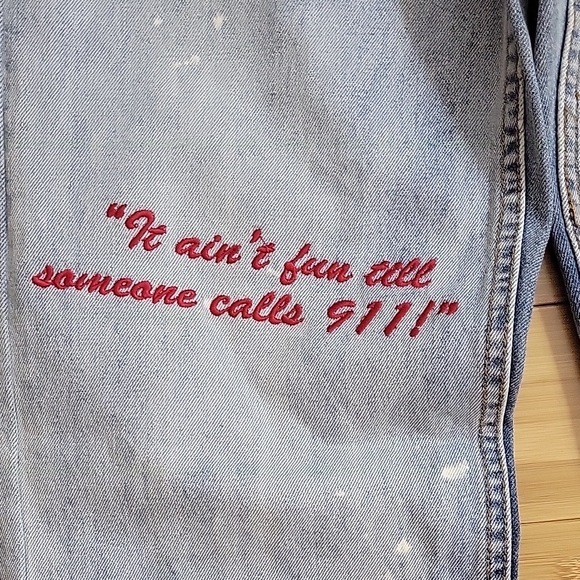 "It ain't fun till
someone calls 911!"